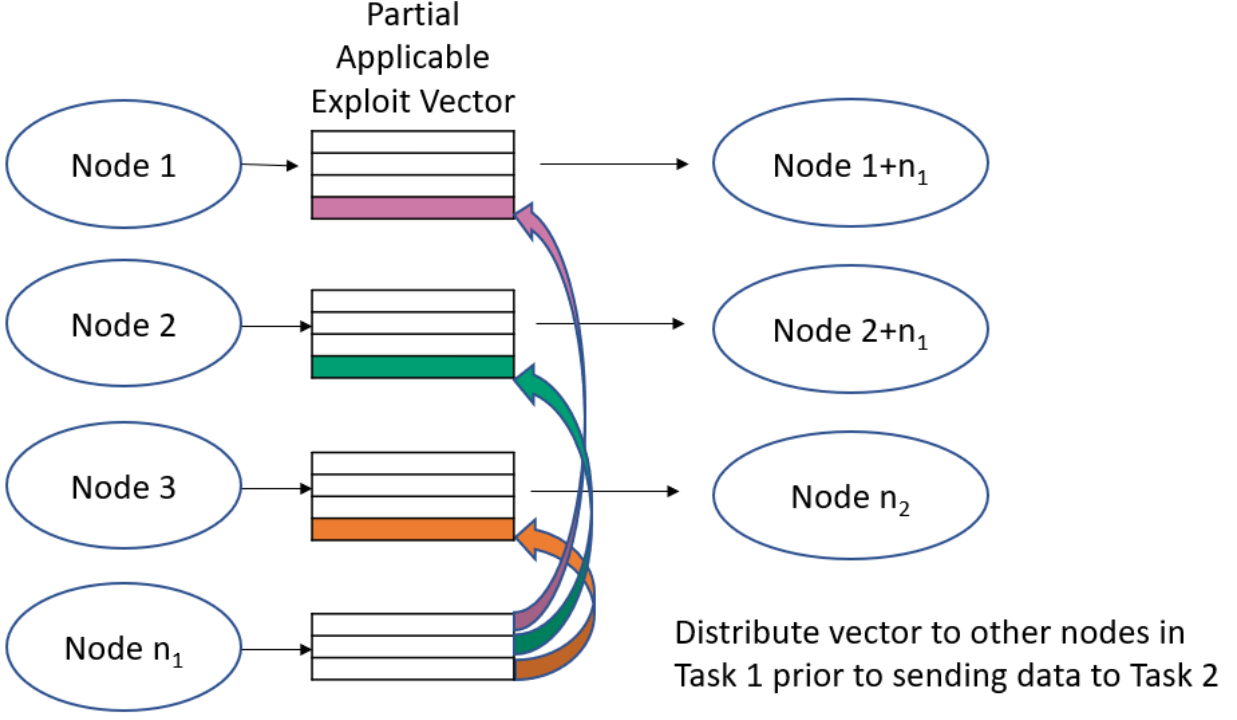 Partial
Applicable
Exploit Vector
Node 1
Node 1+n₁
Node 2
Node 2+n₁
Node 3
Node n₂
Node n₁
Distribute vector to other nodes in
Task 1 prior to sending data to Task 2